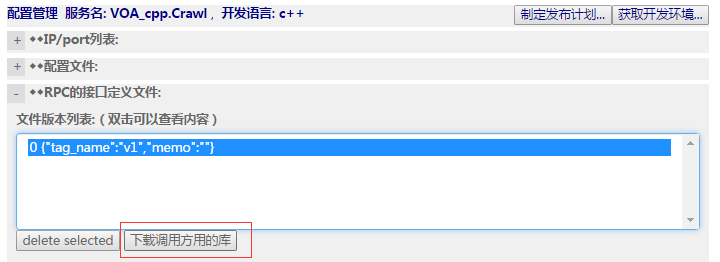 配置管理 服务名: VOA_cpp.Crawl , 开发语言: c++ 制定发布计划... 获取开发环境...
+ ◆◆IP/port列表:
+ ◆◆配置文件:
- ◆◆RPC的接口定义文件:
文件版本列表:（双击可以查看内容）
0 {"tag_name":"v1","memo":""}
delete selected 下载调用方用的库